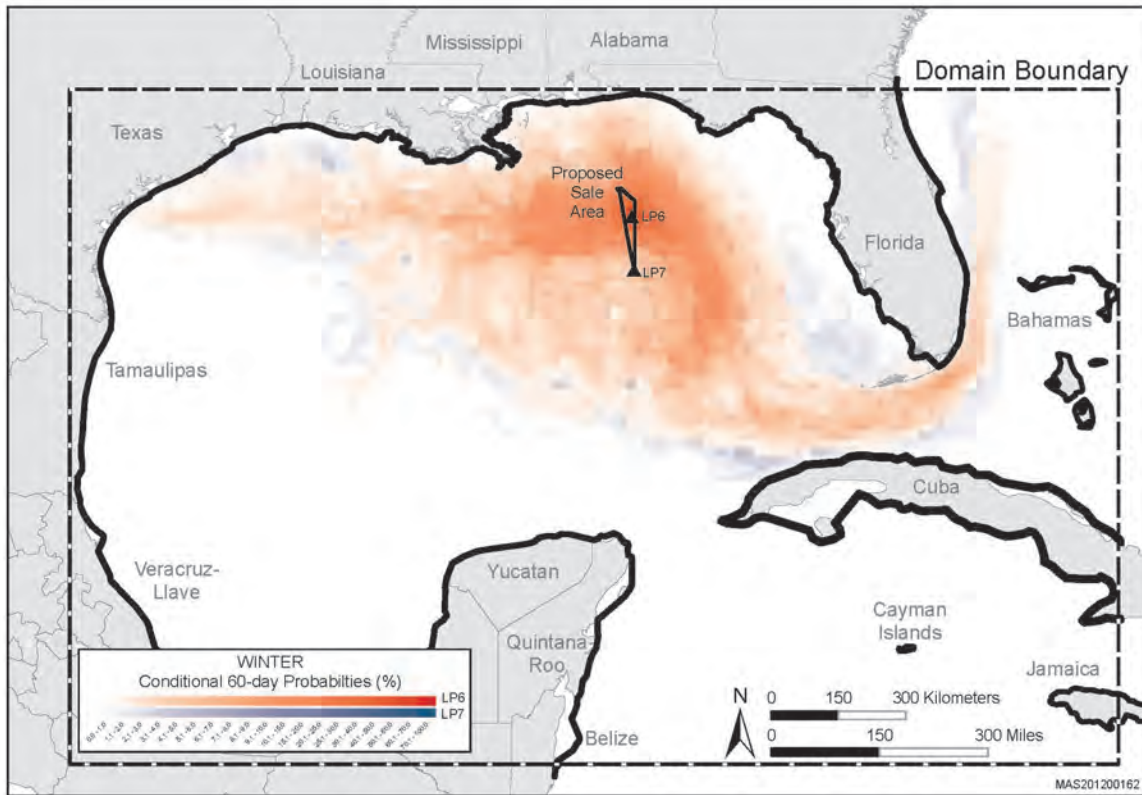 Mississippi
Alabama
Louisiana
Domain Boundary
Texas
Proposed
Sale
Area
LP6
Florida
LP7
Bahamas
Tamaulipas
Cuba
Veracruz-
Llave
Yucatan
Cayman
Islands
Quintana-
Roo
Jamaica
WINTER
Conditional 60-day Probabilties (%)
LP6
LP7
N
0 150 300 Kilometers
0 150 300 Miles
Belize
MAS201200162